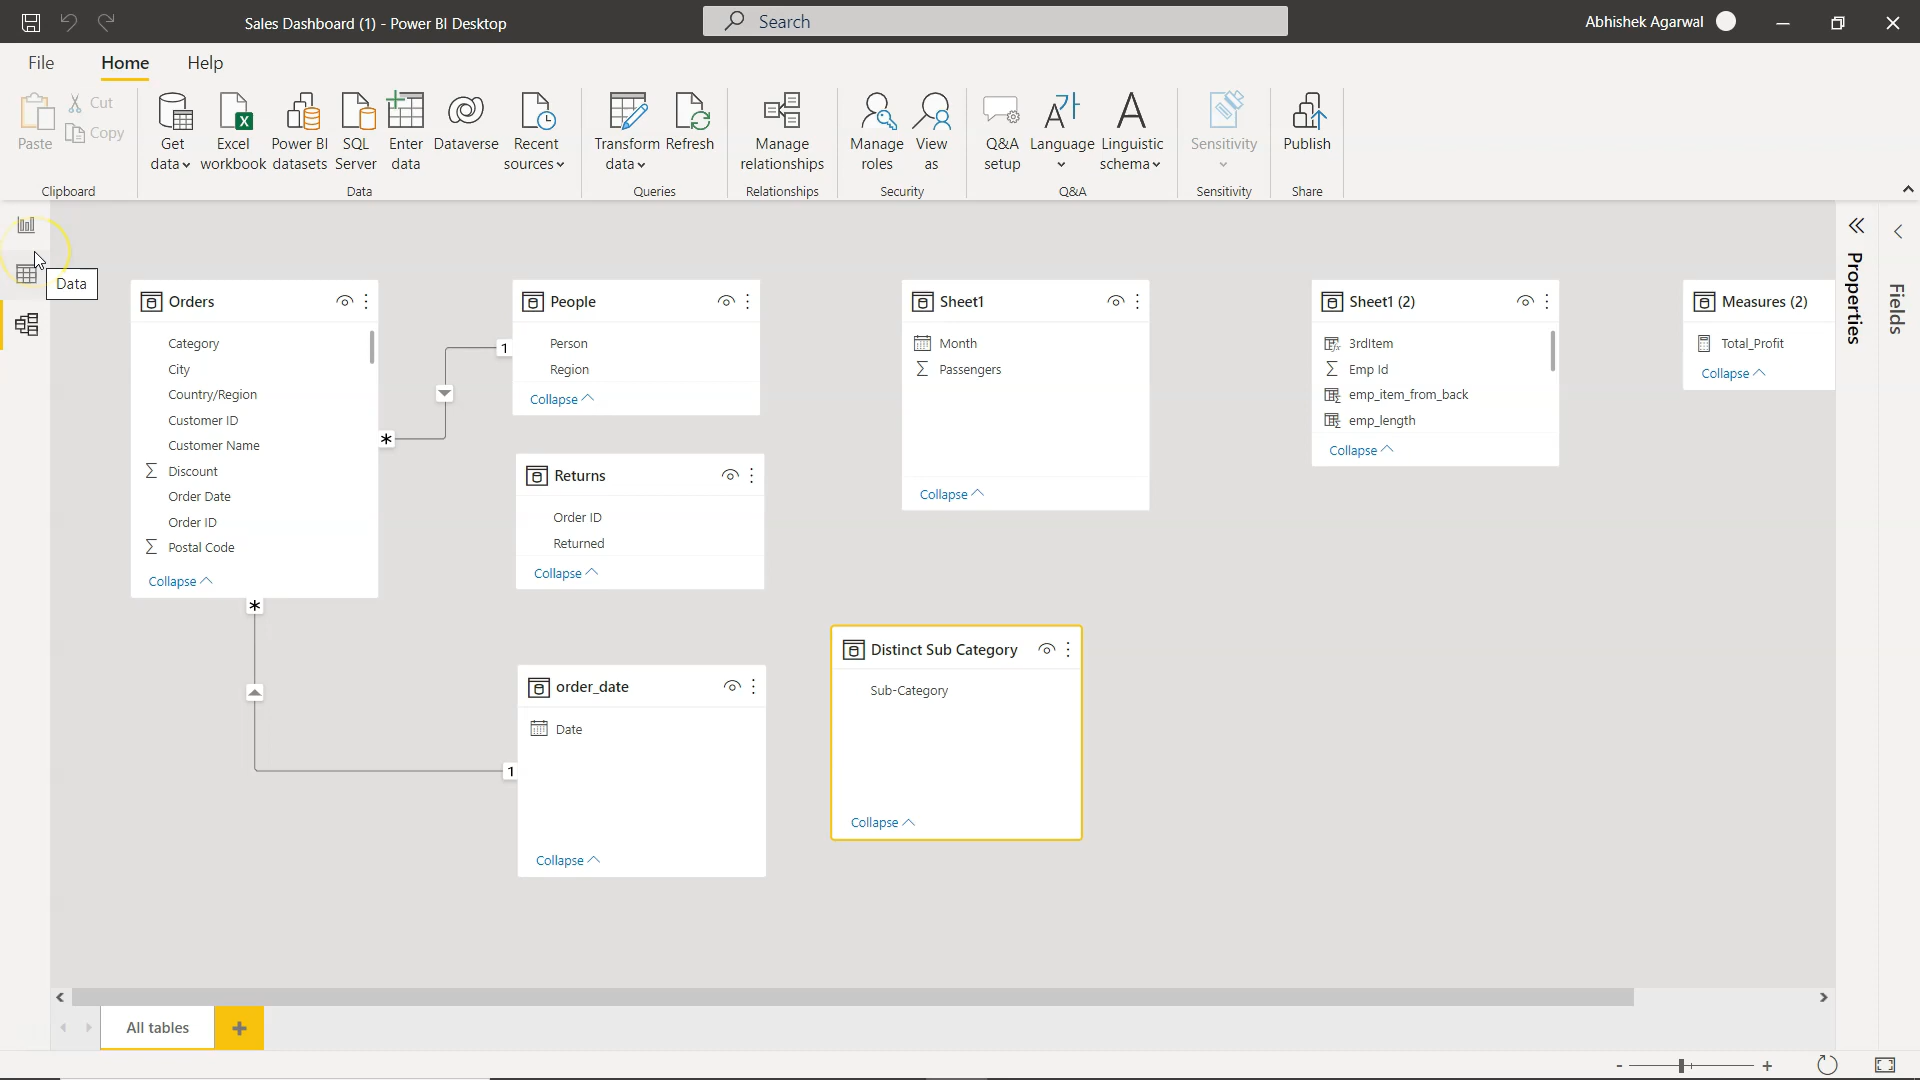 Sales Dashboard (1) - Power BI Desktop
Search
Abhishek Agarwal
File
Home
Help
Paste
Cut
Copy
Clipboard
Get
data
Excel
workbook
Power BI
datasets
SQL
Server
Enter
data
Dataverse
Recent
sources
Data
Transform
data
Refresh
Queries
Manage
relationships
Relationships
Manage
roles
View
as
Security
Q&A
setup
Language
Linguistic
schema
Q&A
Sensitivity
Sensitivity
Publish
Share
Data
Orders
Category
City
Country/Region
Customer ID
Customer Name
Discount
Order Date
Order ID
Postal Code
Collapse
*
*
1
People
Person
Region
Collapse
Returns
Order ID
Returned
Collapse
order_date
Date
Collapse
1
Sheet1
Month
Passengers
Collapse
Distinct Sub Category
Sub-Category
Collapse
Sheet1 (2)
3rdItem
Emp Id
emp_item_from_back
emp_length
Collapse
Measures (2)
Total_Profit
Collapse
Properties
Fields
All tables